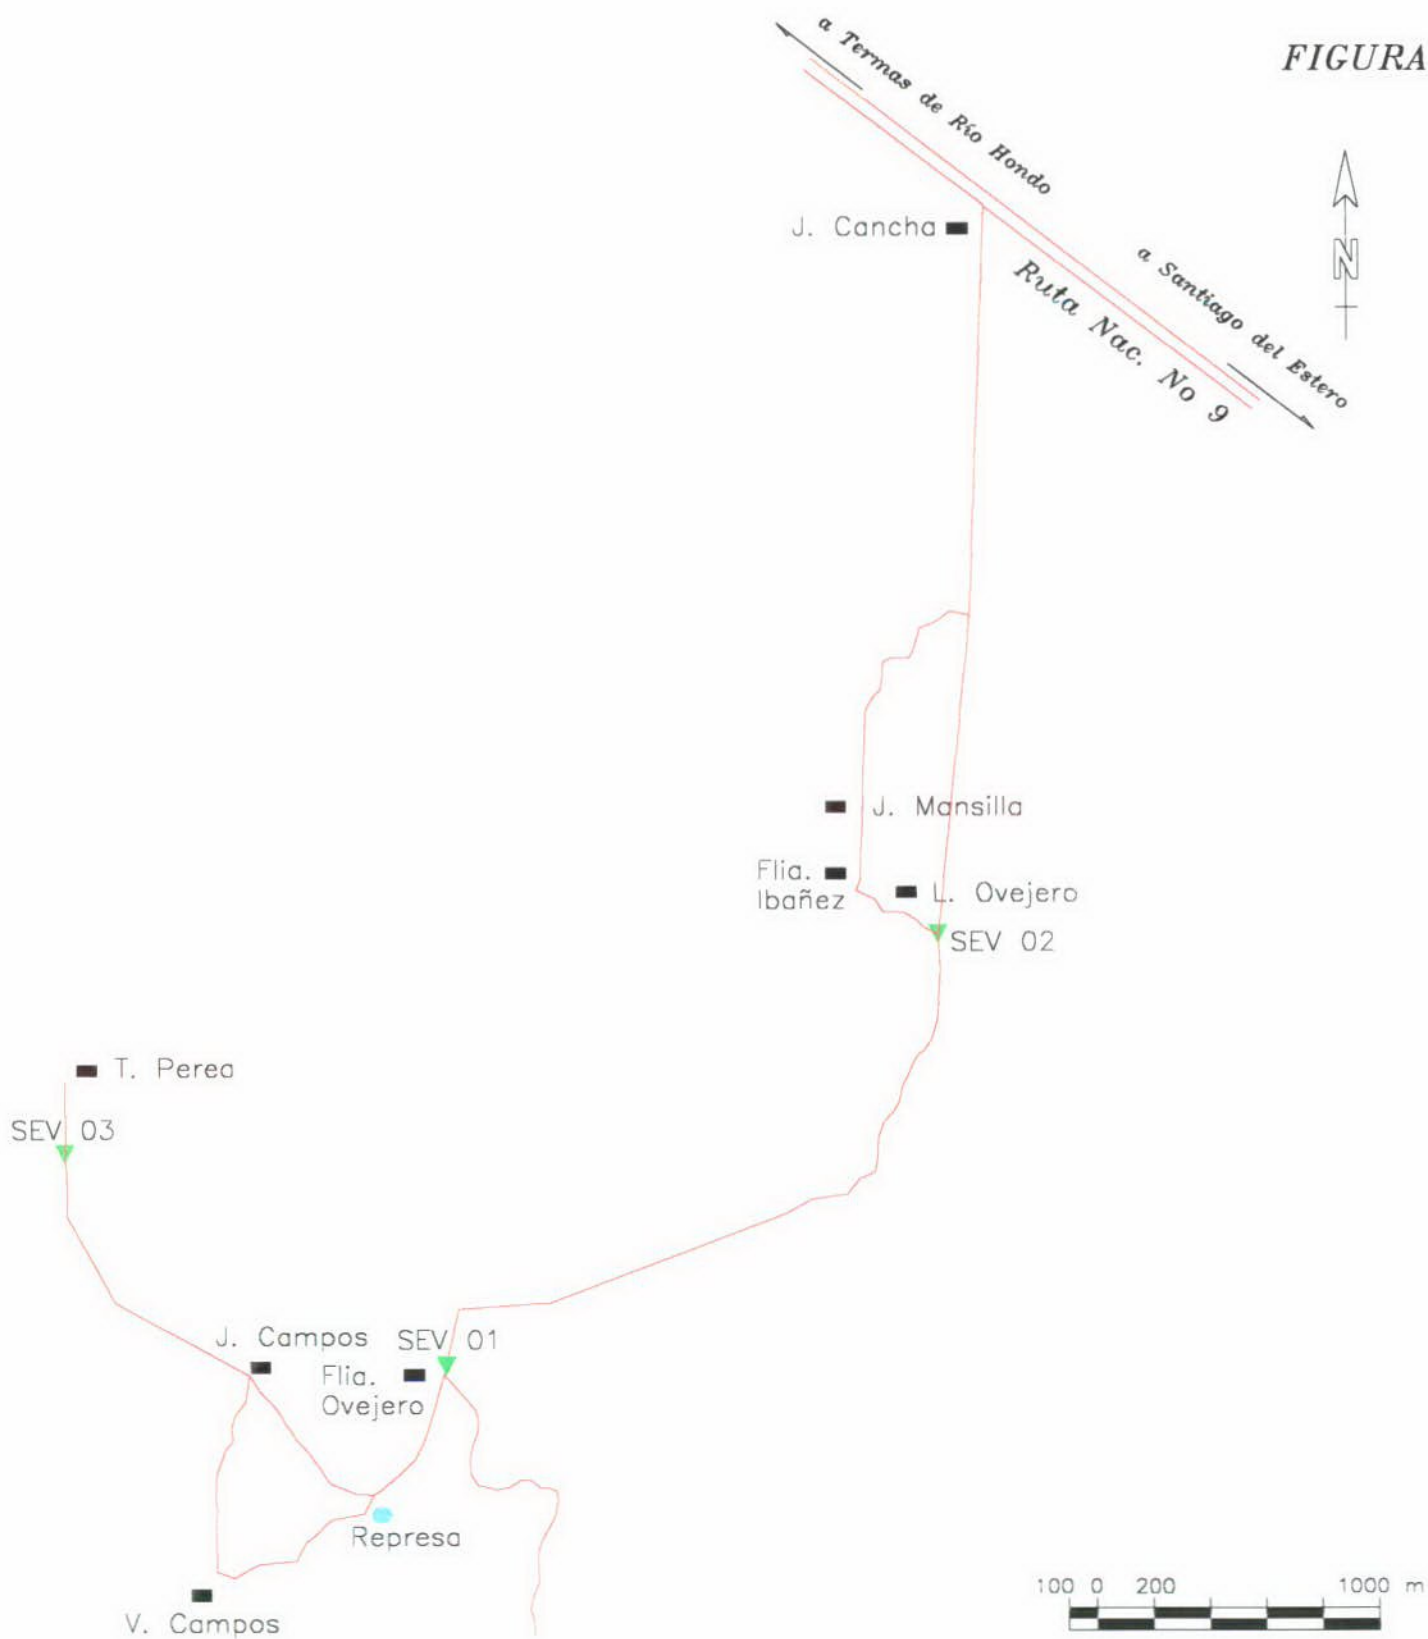 a Termas de Río Hondo
FIGURA
N
J. Cancha
a Santiago del Estero
Ruta Nac. No 9
J. Mansilla
Flia.
Ibañez
L. Ovejero
SEV 02
T. Perea
SEV 03
J. Campos
SEV 01
Flia.
Ovejero
Represa
V. Campos
100 0 200 1000 m